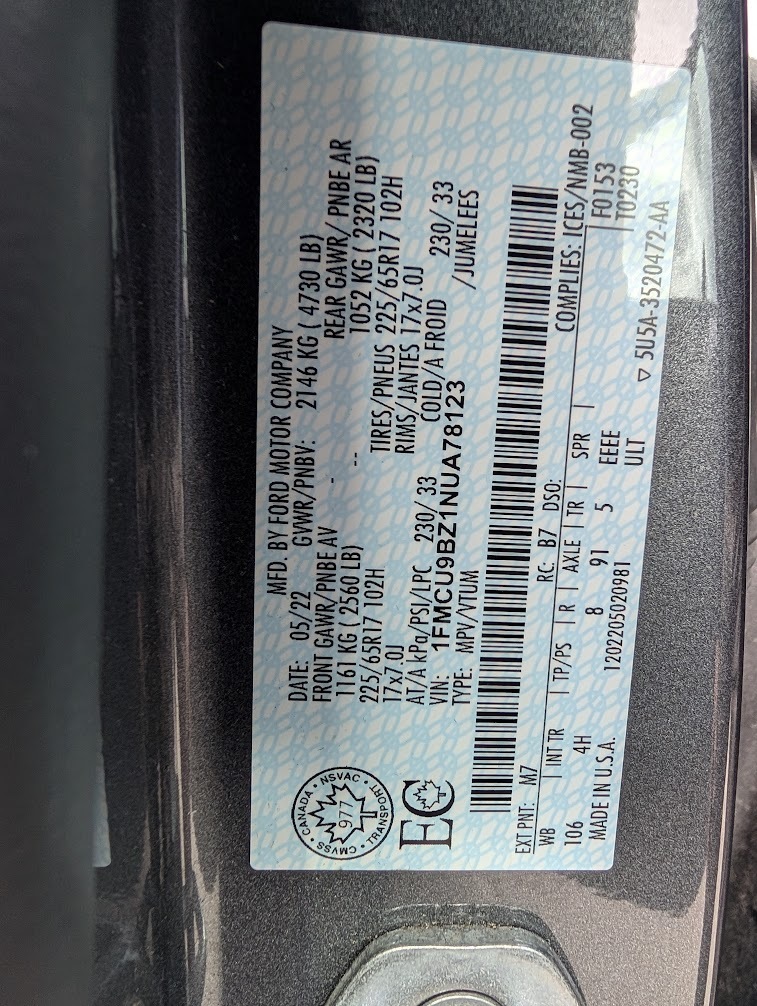 MFD. BY FORD MOTOR COMPANY
DATE: 05/22 GVWR/PNBV: 2146 KG ( 4730 LB)
FRONT GAWR/PNBE AV REAR GAWR/ PNBE AR
1161 KG ( 2560 LB) - 1052 KG ( 2320 LB)
225/65R17 102H -- TIRES/PNEUS 225/65R17 102H
17x7.0J RIMS/JANTES 17x7.0J
AT/A kPa/PSI/LPC 230/ 33 COLD/A FROID 230/ 33
VIN: 1FMCU9BZ1NUA78123 /JUMELEES
TYPE: MPV/VTUM
CANADA • NSVAC • TRANSPORT • CMVSS •
977
EC
EXT PNT: M7 RC: B7 DSO: COMPLIES: ICES/NMB-002
WB | INT TR | TP/PS | R | AXLE | TR | SPR | F0153
106 4H 8 91 5 EEEE T0230
MADE IN U.S.A. 1202205020981 ULT ▽ 5U5A-3520472-AA